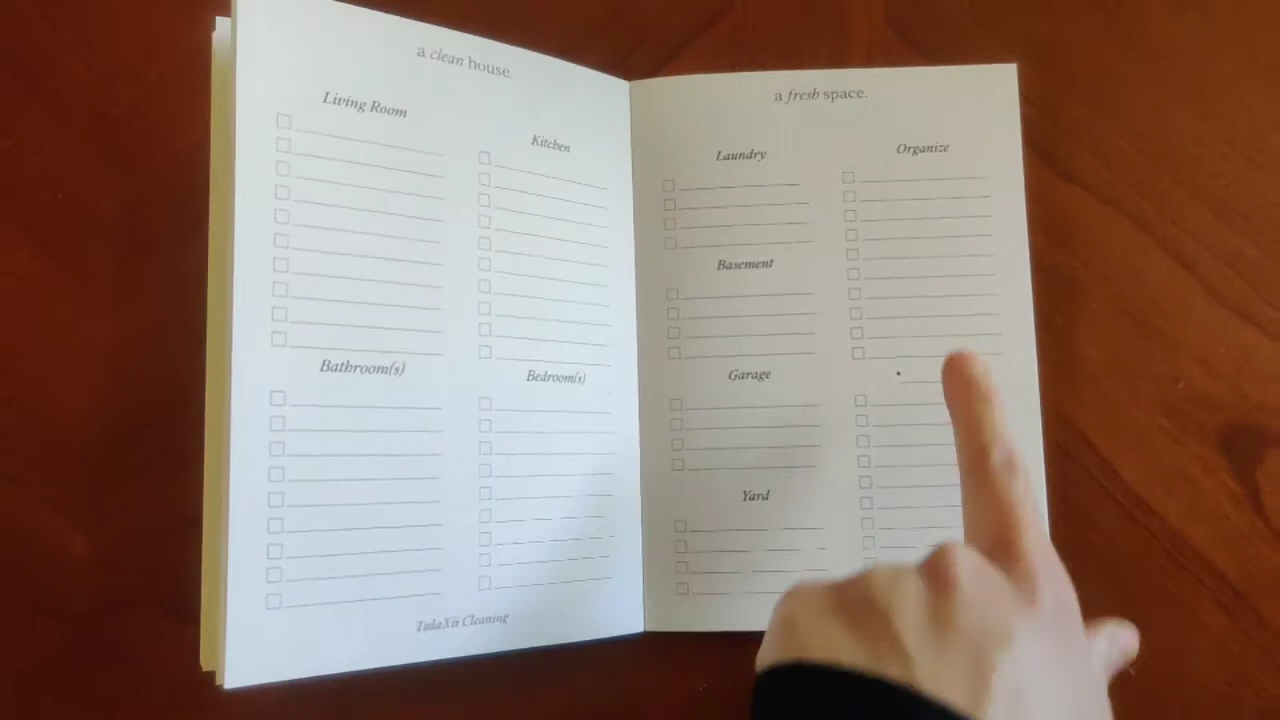 a clean house.
Living Room
Kitchen
Bathroom(s)
Bedroom(s)
TulaXii Cleaning
a fresh space.
Laundry
Organize
Basement
Garage
Yard